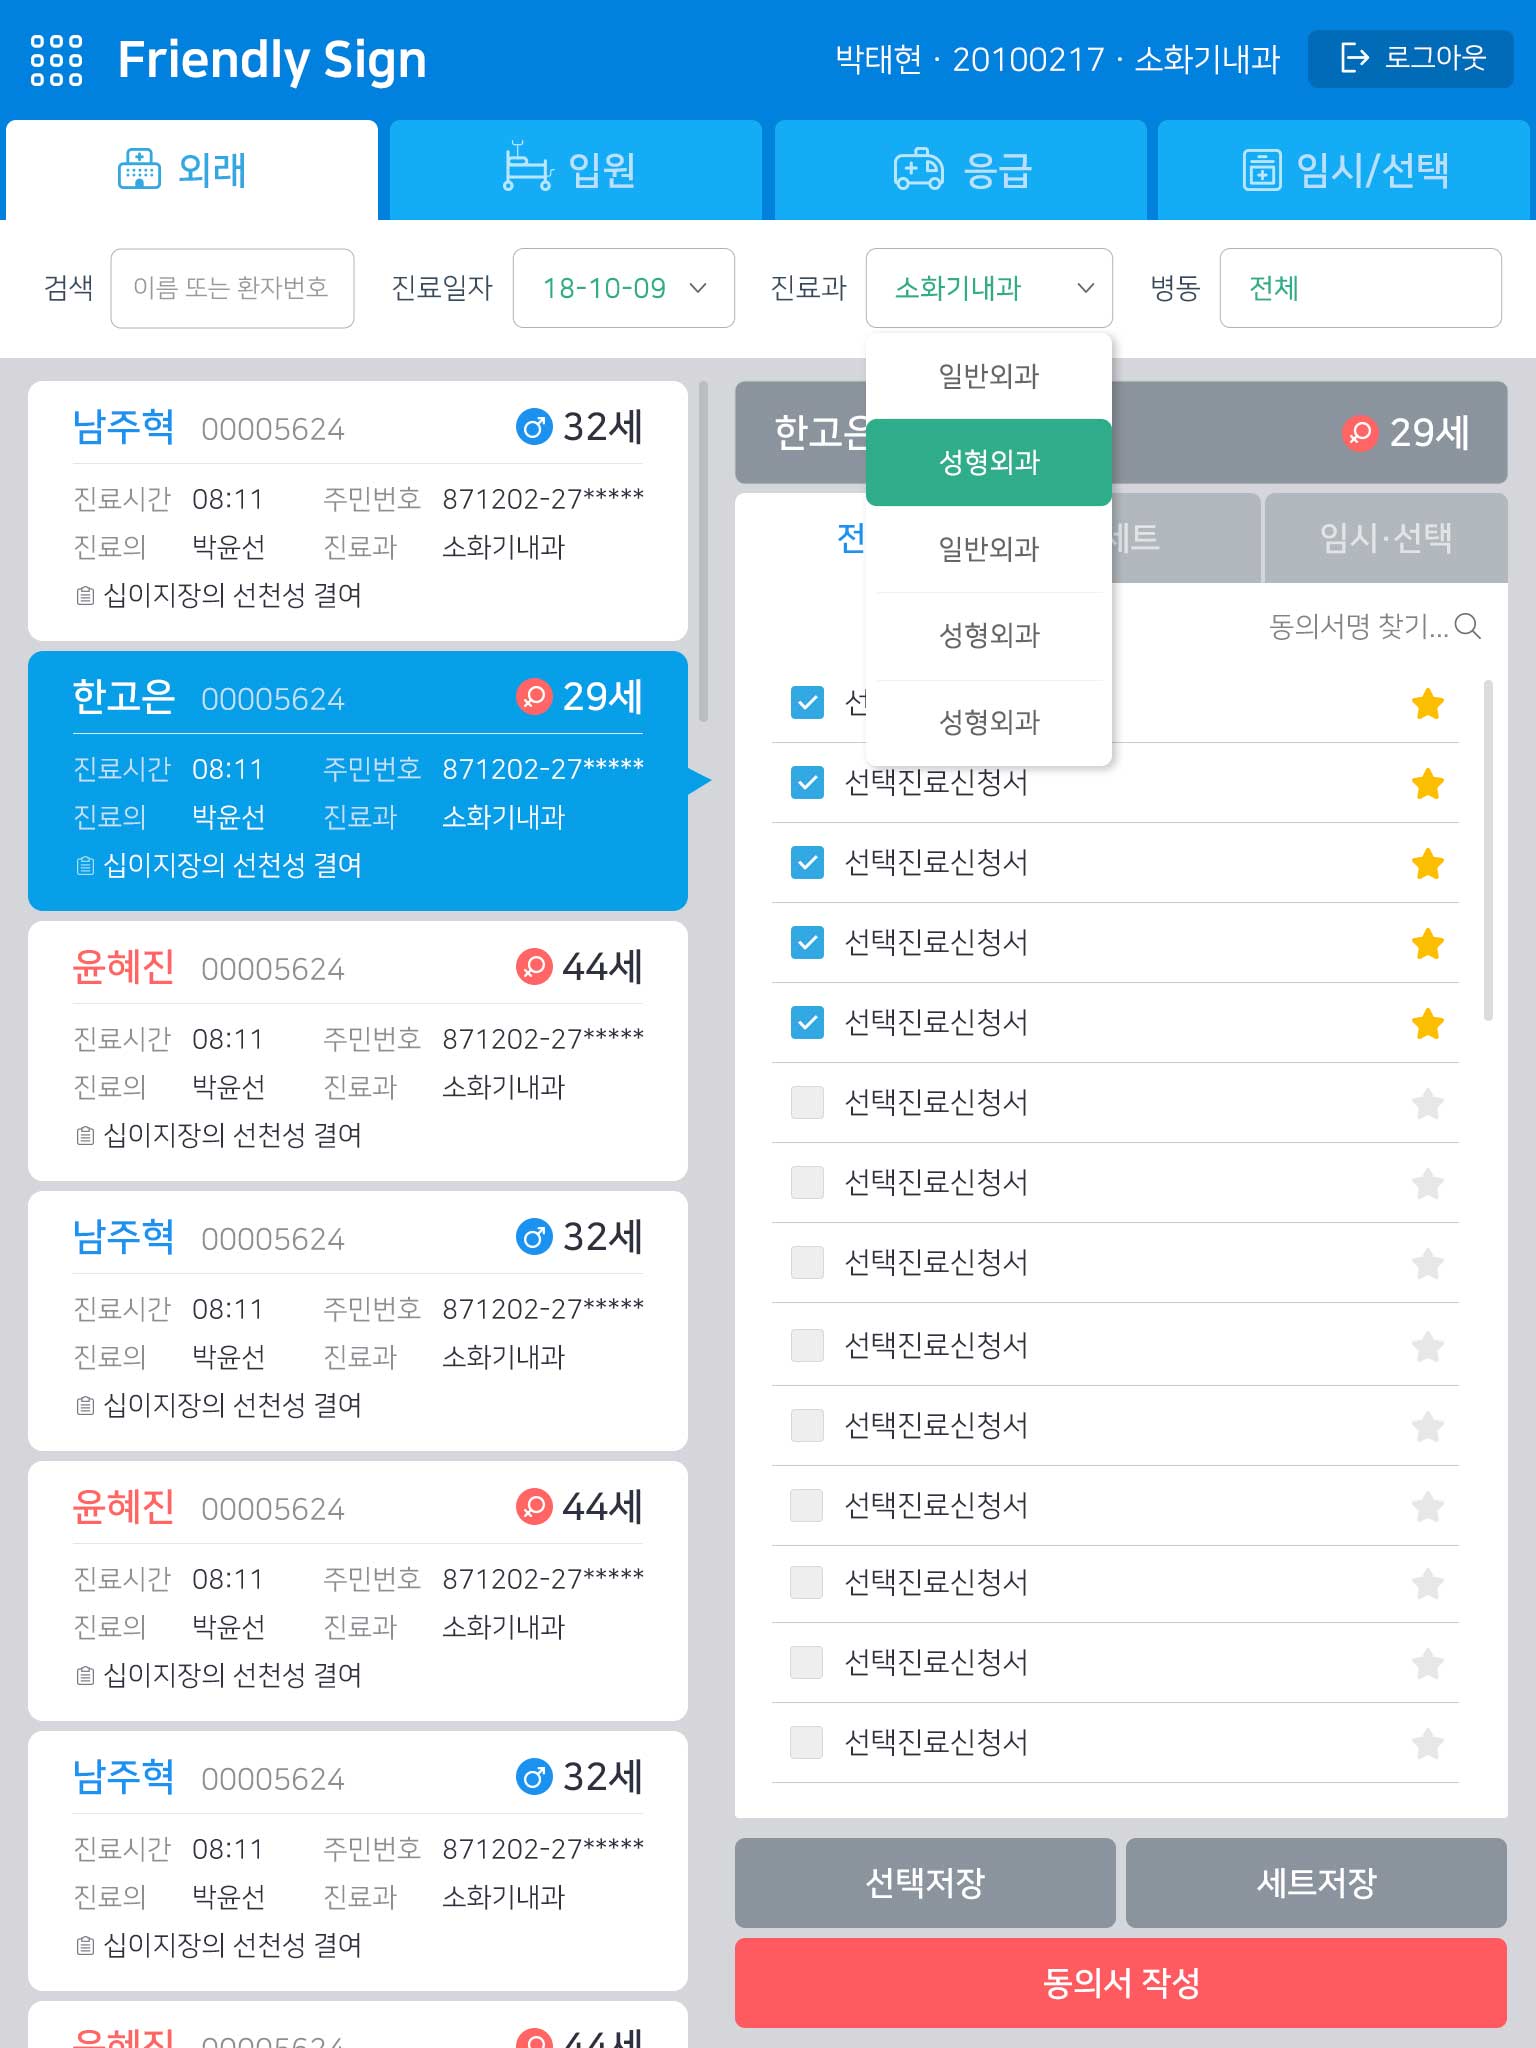 Friendly Sign
박태현 · 20100217 · 소화기내과
로그아웃
외래
입원
응급
임시/선택
검색
이름 또는 환자번호
진료일자
18-10-09
진료과
소화기내과
병동
전체
일반외과
성형외과
일반외과
성형외과
성형외과
남주혁 00005624 32세
진료시간 08:11 주민번호 871202-27*****
진료의 박윤선 진료과 소화기내과
십이지장의 선천성 결여
한고은 00005624 29세
진료시간 08:11 주민번호 871202-27*****
진료의 박윤선 진료과 소화기내과
십이지장의 선천성 결여
윤혜진 00005624 44세
진료시간 08:11 주민번호 871202-27*****
진료의 박윤선 진료과 소화기내과
십이지장의 선천성 결여
남주혁 00005624 32세
진료시간 08:11 주민번호 871202-27*****
진료의 박윤선 진료과 소화기내과
십이지장의 선천성 결여
윤혜진 00005624 44세
진료시간 08:11 주민번호 871202-27*****
진료의 박윤선 진료과 소화기내과
십이지장의 선천성 결여
남주혁 00005624 32세
진료시간 08:11 주민번호 871202-27*****
진료의 박윤선 진료과 소화기내과
십이지장의 선천성 결여
윤혜진 00005624 44세
한고은 29세
전
세트
임시·선택
동의서명 찾기...
선
선택진료신청서
선택진료신청서
선택진료신청서
선택진료신청서
선택진료신청서
선택진료신청서
선택진료신청서
선택진료신청서
선택진료신청서
선택진료신청서
선택진료신청서
선택진료신청서
선택진료신청서
선택저장
세트저장
동의서 작성